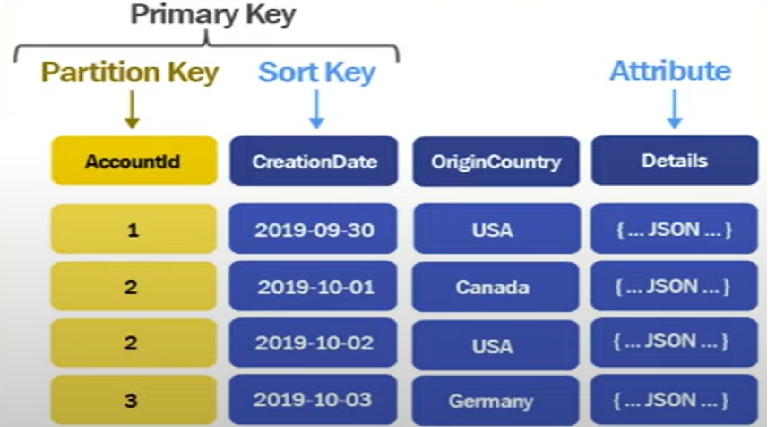 Primary Key
Partition Key Sort Key Attribute
AccountId CreationDate OriginCountry Details
1 2019-09-30 USA {... JSON ...}
2 2019-10-01 Canada {... JSON ...}
2 2019-10-02 USA {... JSON ...}
3 2019-10-03 Germany {... JSON ...}